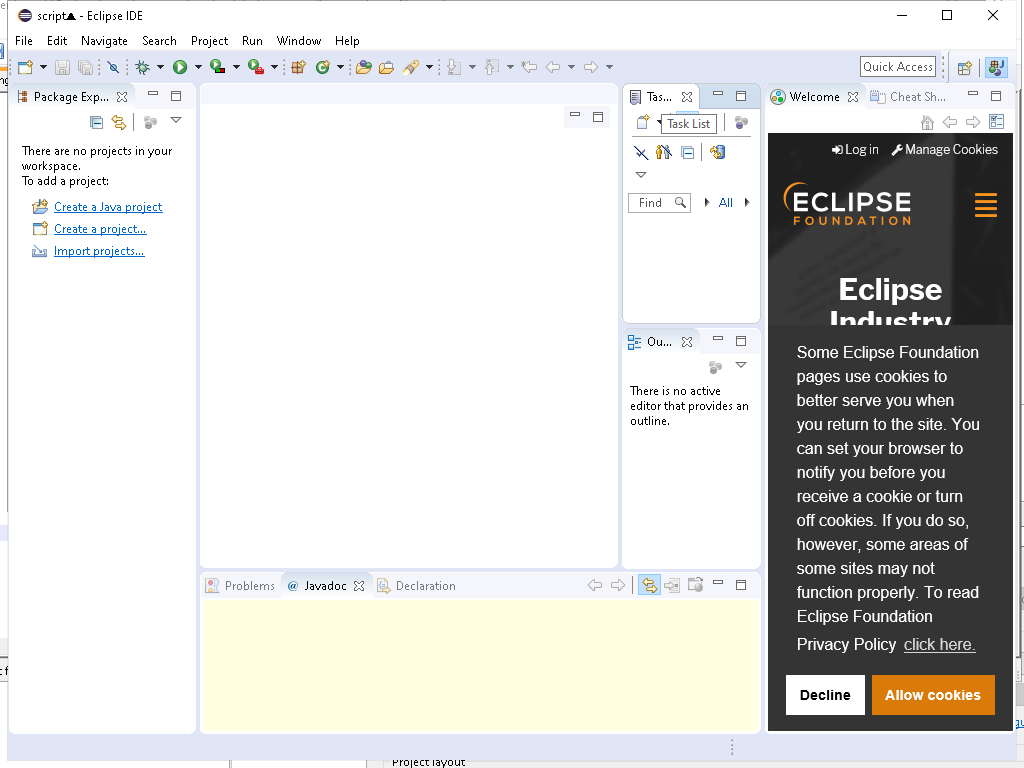 script▲ - Eclipse IDE
File Edit Navigate Search Project Run Window Help
Quick Access
Package Exp...
There are no projects in your
workspace.
To add a project:
Create a Java project
Create a project...
Import projects...
Tas...
Task List
Find
All
Ou...
There is no active
editor that provides an
outline.
Problems @ Javadoc Declaration
Welcome Cheat Sh...
Log in Manage Cookies
ECLIPSE
FOUNDATION
Eclipse
Industry
Some Eclipse Foundation
pages use cookies to
better serve you when
you return to the site. You
can set your browser to
notify you before you
receive a cookie or turn
off cookies. If you do so,
however, some areas of
some sites may not
function properly. To read
Eclipse Foundation
Privacy Policy click here.
Decline Allow cookies
Project layout